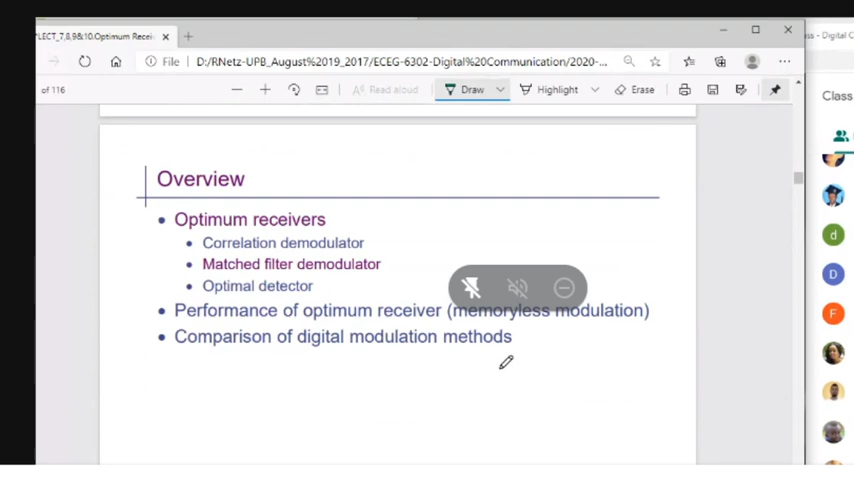 *LECT_7,8,9&10.Optimum Recei
ss - Digital C
File D:/RNetz-UPB_August%2019_2017/ECEG-6302-Digital%20Communication/2020-...
of 116 Read aloud Draw Highlight Erase
Class
Overview
• Optimum receivers
• Correlation demodulator
• Matched filter demodulator
• Optimal detector
• Performance of optimum receiver (memoryless modulation)
• Comparison of digital modulation methods
d
D
F